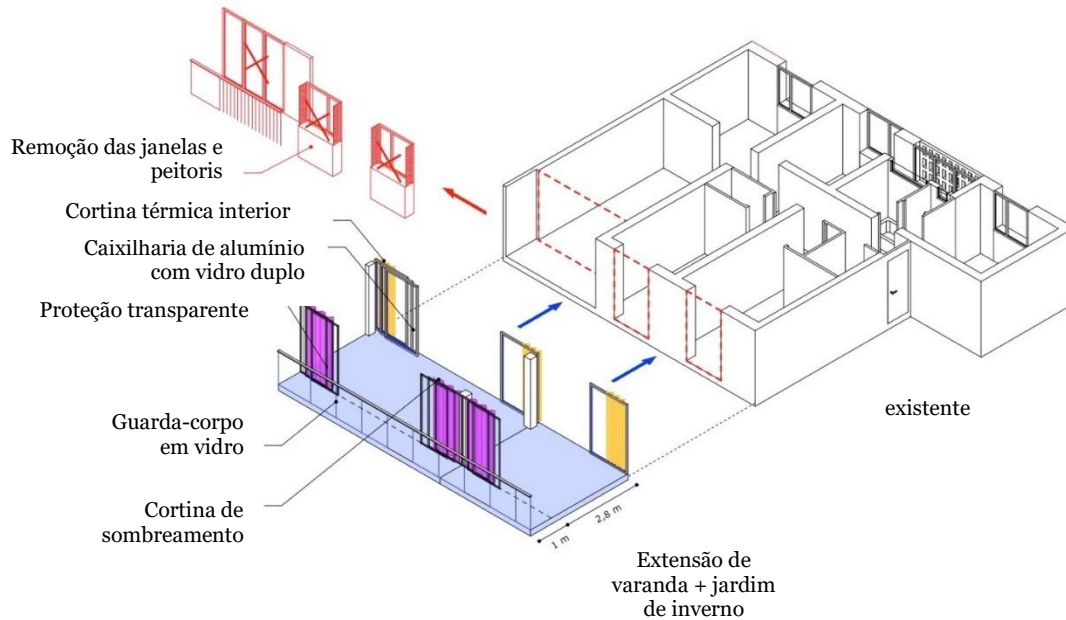 Remoção das janelas e
peitoris
Cortina térmica interior
Caixilharia de alumínio
com vidro duplo
Proteção transparente
Guarda-corpo
em vidro
Cortina de
sombreamento
1 m
2,8 m
existente
Extensão de
varanda + jardim
de inverno